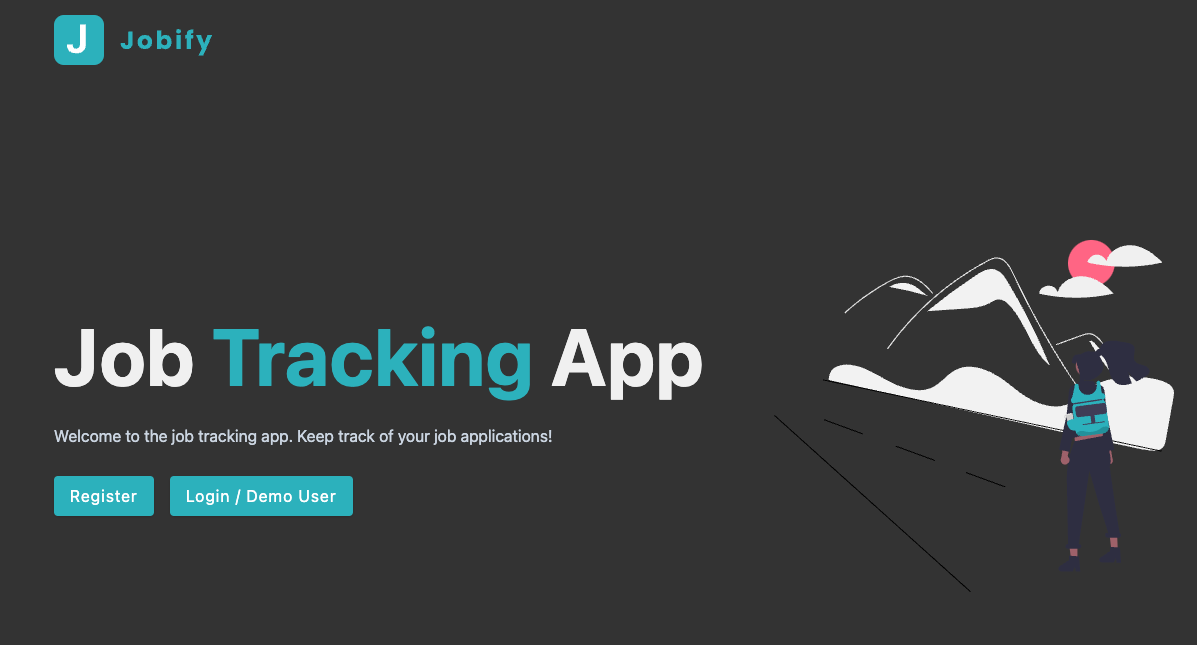 J
Jobify
Job Tracking App
Welcome to the job tracking app. Keep track of your job applications!
Register
Login / Demo User